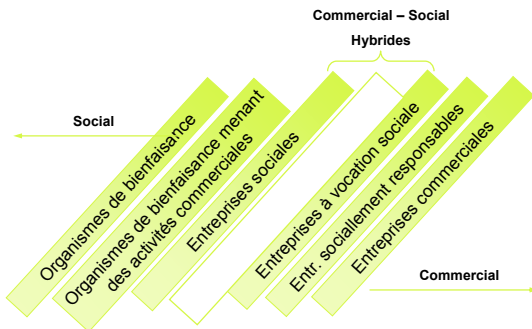 Commercial – Social
Hybrides
Social
Organismes de bienfaisance
Organismes de bienfaisance menant
des activités commerciales
Entreprises sociales
Entreprises à vocation sociale
Entr. sociallement responsables
Entreprises commerciales
Commercial